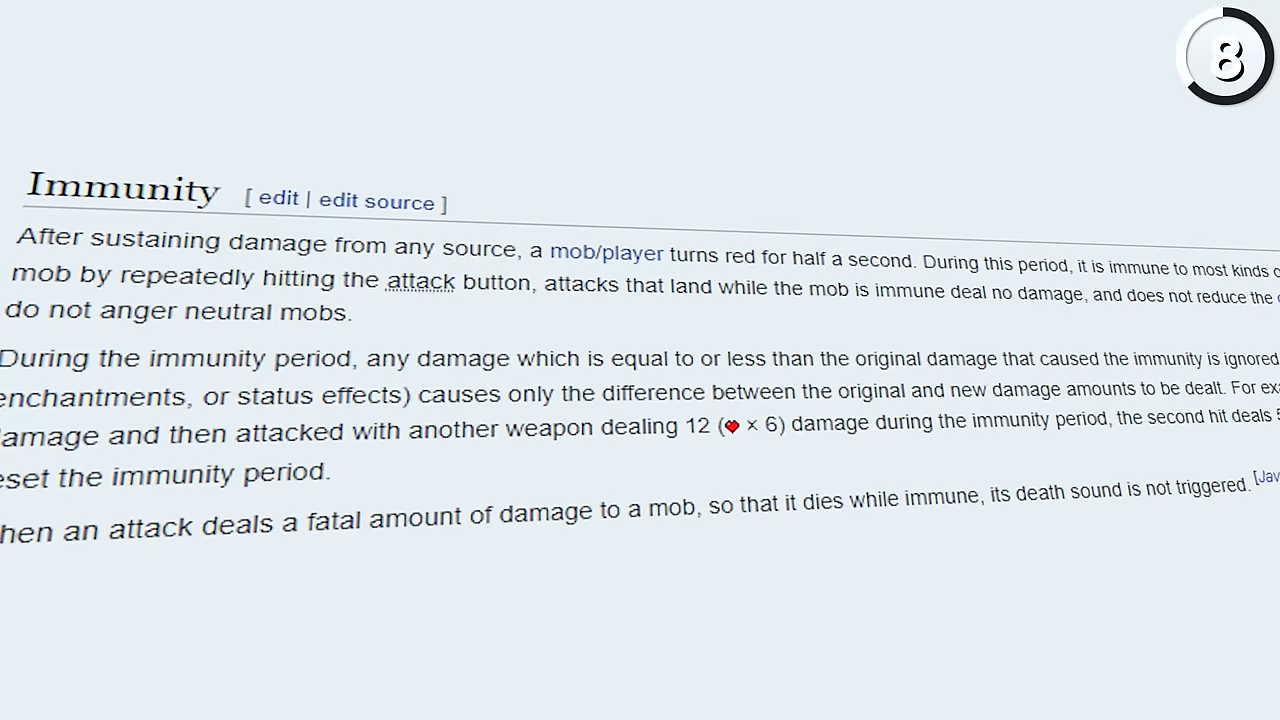 8
Immunity [ edit | edit source ]
After sustaining damage from any source, a mob/player turns red for half a second. During this period, it is immune to most kinds
mob by repeatedly hitting the attack button, attacks that land while the mob is immune deal no damage, and does not reduce the
do not anger neutral mobs.
During the immunity period, any damage which is equal to or less than the original damage that caused the immunity is ignored
enchantments, or status effects) causes only the difference between the original and new damage amounts to be dealt. For
damage and then attacked with another weapon dealing 12 (♥ × 6) damage during the immunity period, the second hit deals 5
eset the immunity period.
hen an attack deals a fatal amount of damage to a mob, so that it dies while immune, its death sound is not triggered. [Jav